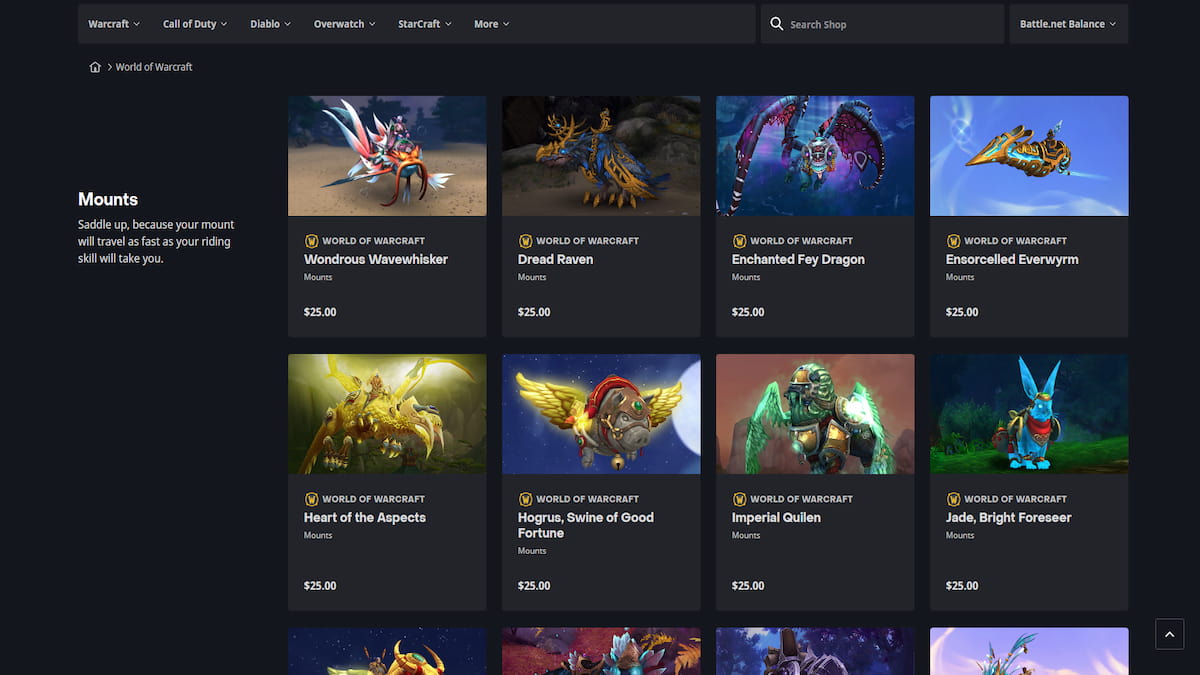 Warcraft
Call of Duty
Diablo
Overwatch
StarCraft
More
Search Shop
Battle.net Balance
World of Warcraft
Mounts
Saddle up, because your mount
will travel as fast as your riding
skill will take you.
WORLD OF WARCRAFT
Wondrous Wavewhisker
Mounts
$25.00
WORLD OF WARCRAFT
Dread Raven
Mounts
$25.00
WORLD OF WARCRAFT
Enchanted Fey Dragon
Mounts
$25.00
WORLD OF WARCRAFT
Ensorcelled Everwyrm
Mounts
$25.00
WORLD OF WARCRAFT
Heart of the Aspects
Mounts
$25.00
WORLD OF WARCRAFT
Hogrus, Swine of Good
Fortune
Mounts
$25.00
WORLD OF WARCRAFT
Imperial Quilen
Mounts
$25.00
WORLD OF WARCRAFT
Jade, Bright Foreseer
Mounts
$25.00